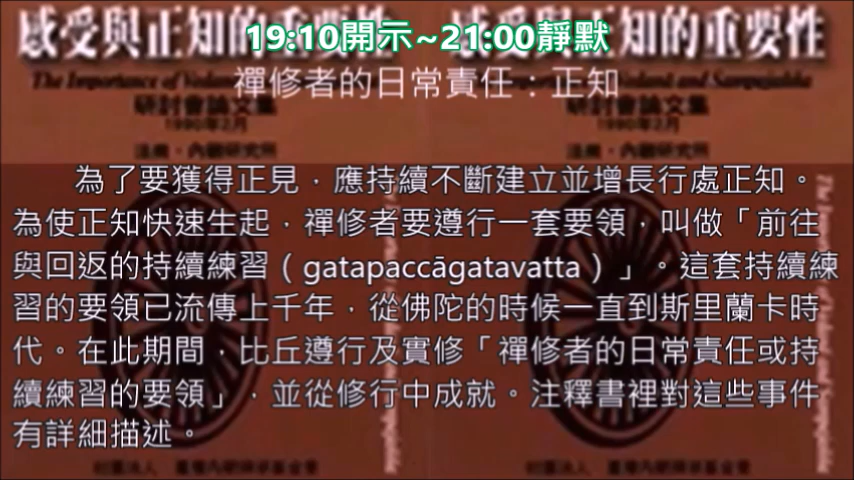 感受與正知的重要性
19:10開示~21:00靜默
禪修者的日常責任：正知
研討會論文集
1990年2月
為了要獲得正見，應持續不斷建立並增長行處正知。
為使正知快速生起，禪修者要遵行一套要領，叫做「前往
與回返的持續練習（gatapaccāgatavatta）」。這套持續練
習的要領已流傳上千年，從佛陀的時候一直到斯里蘭卡時
代。在此期間，比丘遵行及實修「禪修者的日常責任或持
續練習的要領」，並從修行中成就。注釋書裡對這些事件
有詳細描述。